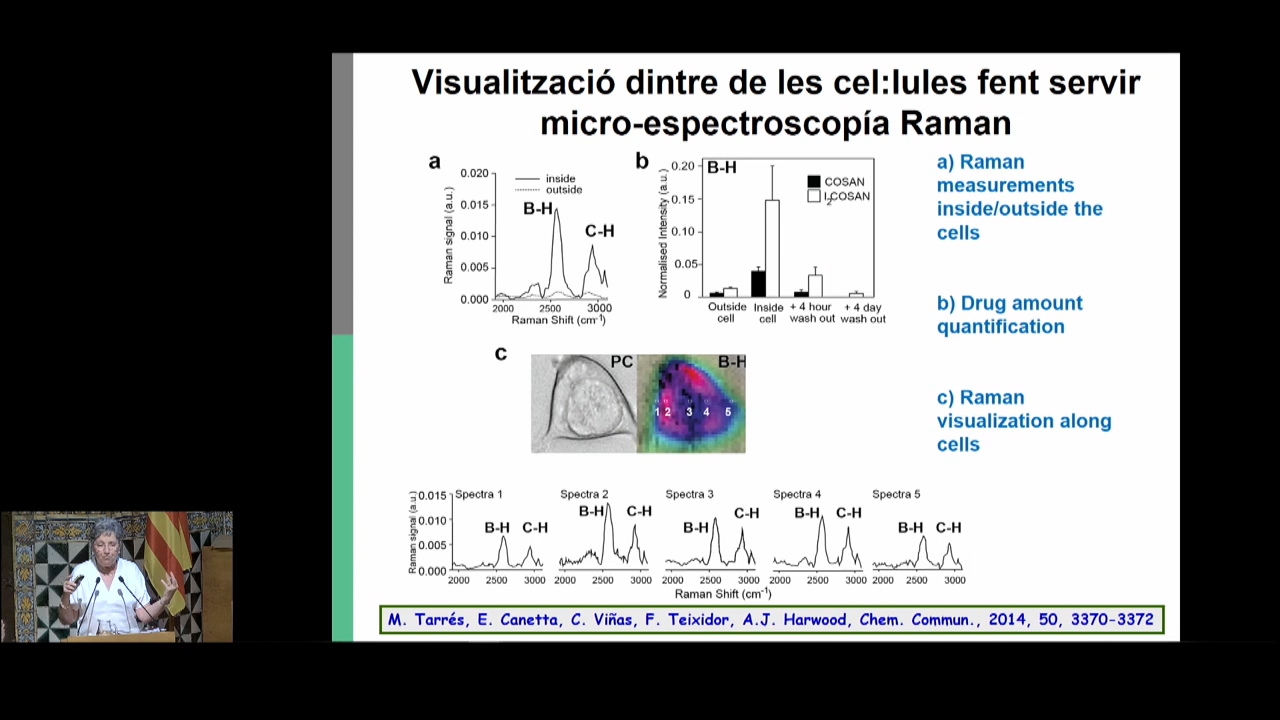 Visualització dintre de les cel:lules fent servir
micro-espectroscopía Raman
a
0.020
0.015
0.010
0.005
0.000
Raman signal (a.u.)
inside
outside
B-H
C-H
2000 2500 3000
Raman Shift (cm-1)
b
B-H
0.20
0.15
0.10
0.05
0
Normalised Intensity (a.u.)
COSAN
I2COSAN
Outside cell
Inside cell
+ 4 hour wash out
+ 4 day wash out
a) Raman
measurements
inside/outside the
cells
b) Drug amount
quantification
c) Raman
visualization along
cells
c
PC
B-H
1 2 3 4 5
Raman signal (a.u.)
0.015
0.010
0.005
0.000
Spectra 1
B-H C-H
2000 2500 3000
Spectra 2
B-H C-H
2000 2500 3000
Spectra 3
B-H C-H
2000 2500 3000
Spectra 4
B-H C-H
2000 2500 3000
Spectra 5
B-H C-H
2000 2500 3000
Raman Shift (cm-1)
M. Tarrés, E. Canetta, C. Viñas, F. Teixidor, A.J. Harwood, Chem. Commun., 2014, 50, 3370-3372